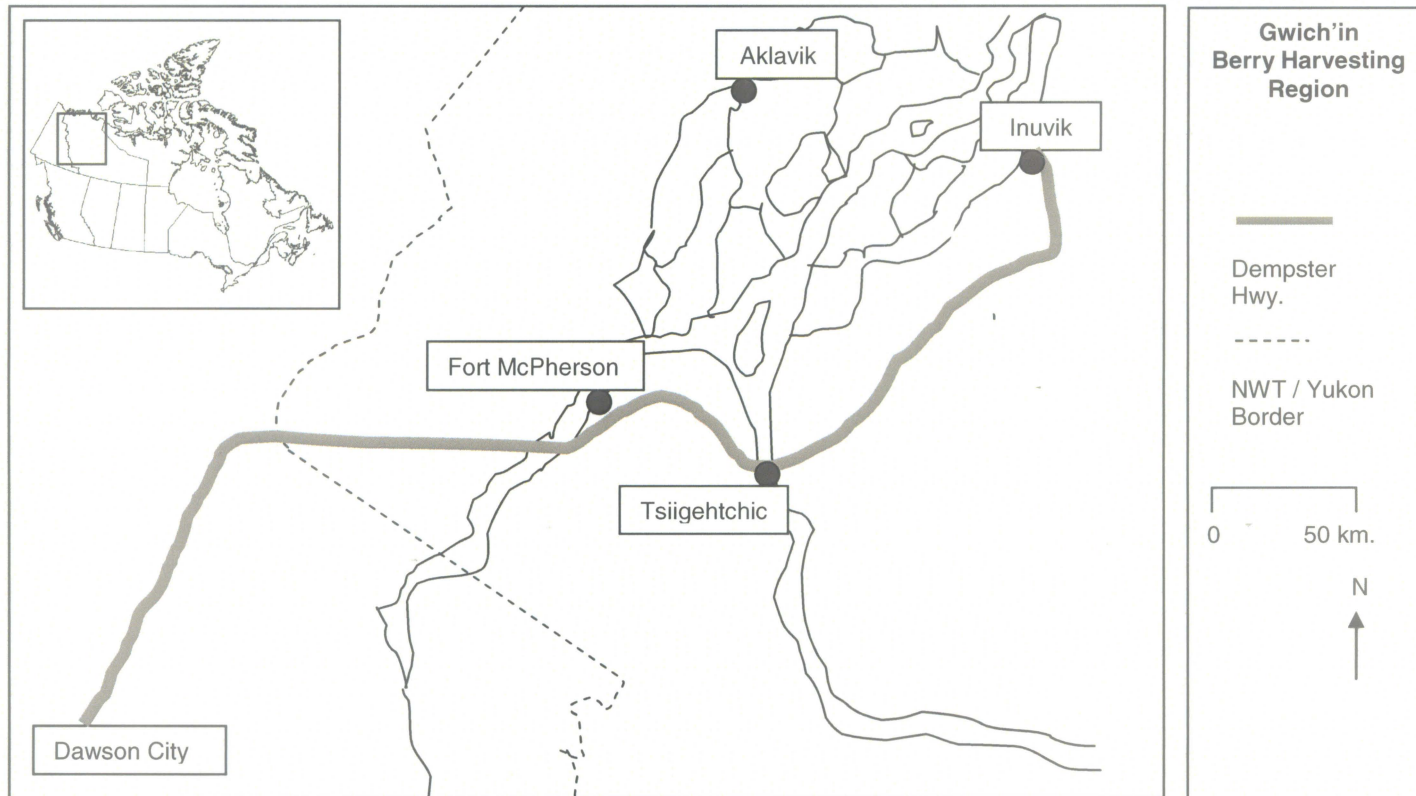 Gwich'in
Berry Harvesting
Region
Aklavik
Inuvik
Fort McPherson
Tsiigehtchic
Dawson City
Dempster
Hwy.
NWT / Yukon
Border
0 50 km.
N